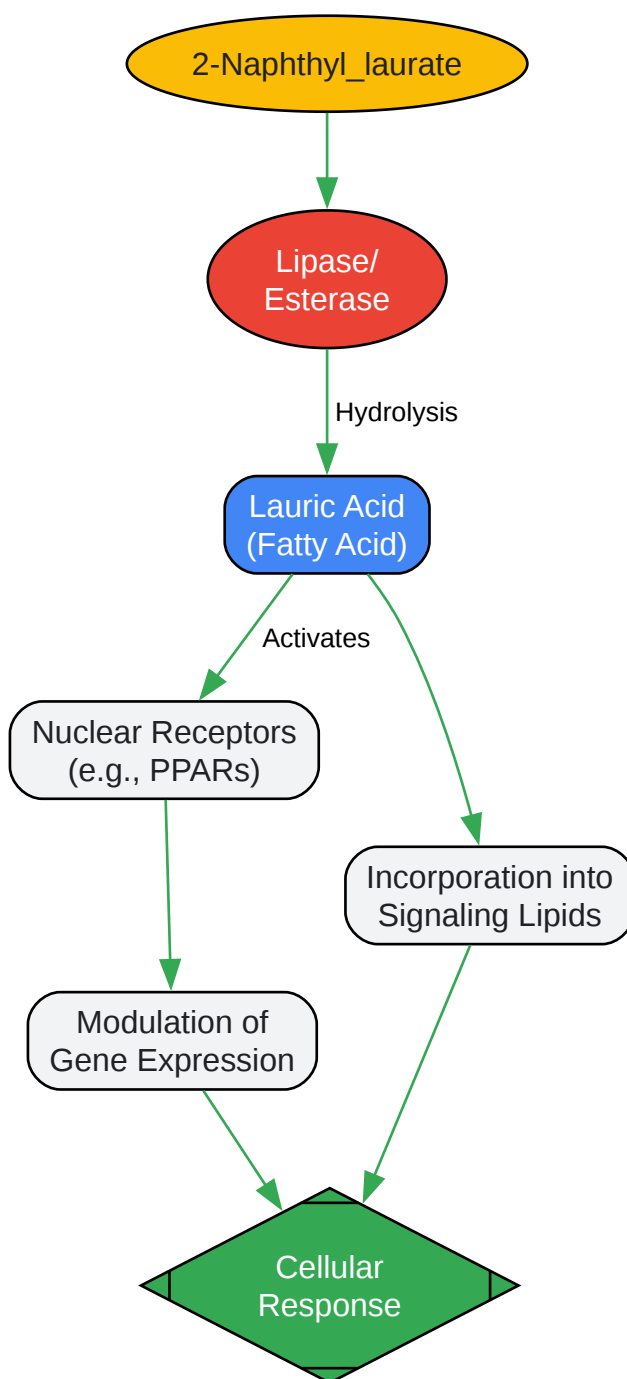 2-Naphthyl_laurate
Lipase/
Esterase
Hydrolysis
Lauric Acid
(Fatty Acid)
Activates
Nuclear Receptors
(e.g., PPARs)
Incorporation into
Signaling Lipids
Modulation of
Gene Expression
Cellular
Response